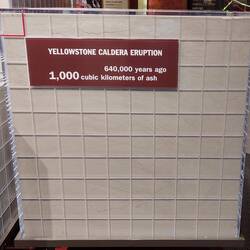 YELLOWSTONE CALDERA ERUPTION
640,000 years ago
1,000 cubic kilometers of ash